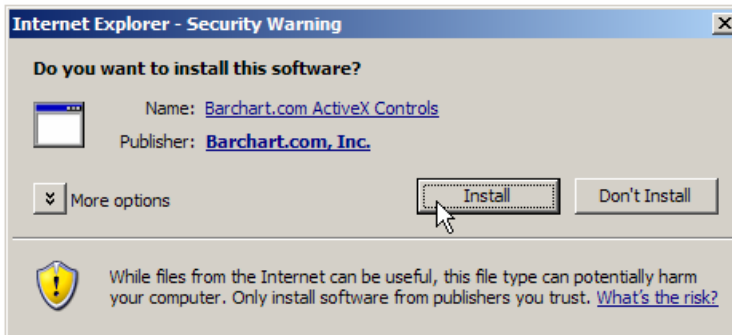 Internet Explorer - Security Warning
Do you want to install this software?
Name: Barchart.com ActiveX Controls
Publisher: Barchart.com, Inc.
More options
Install
Don't Install
While files from the Internet can be useful, this file type can potentially harm
your computer. Only install software from publishers you trust. What's the risk?